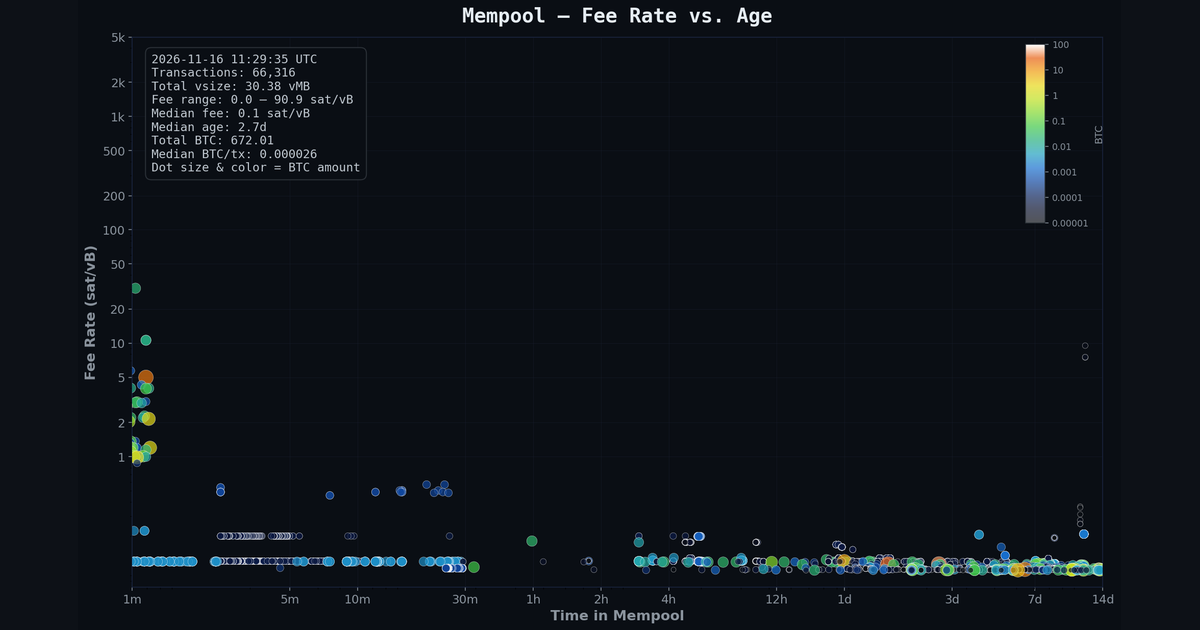 Mempool — Fee Rate vs. Age
2026-11-16 11:29:35 UTC
Transactions: 66,316
Total vsize: 30.38 vMB
Fee range: 0.0 — 90.9 sat/vB
Median fee: 0.1 sat/vB
Median age: 2.7d
Total BTC: 672.01
Median BTC/tx: 0.000026
Dot size & color = BTC amount
100
10
1
0.1
0.01
0.001
0.0001
0.00001
BTC
Fee Rate (sat/vB)
5k
2k
1k
500
200
100
50
20
10
5
2
1
1m
5m
10m
30m
1h
2h
4h
12h
1d
3d
7d
14d
Time in Mempool